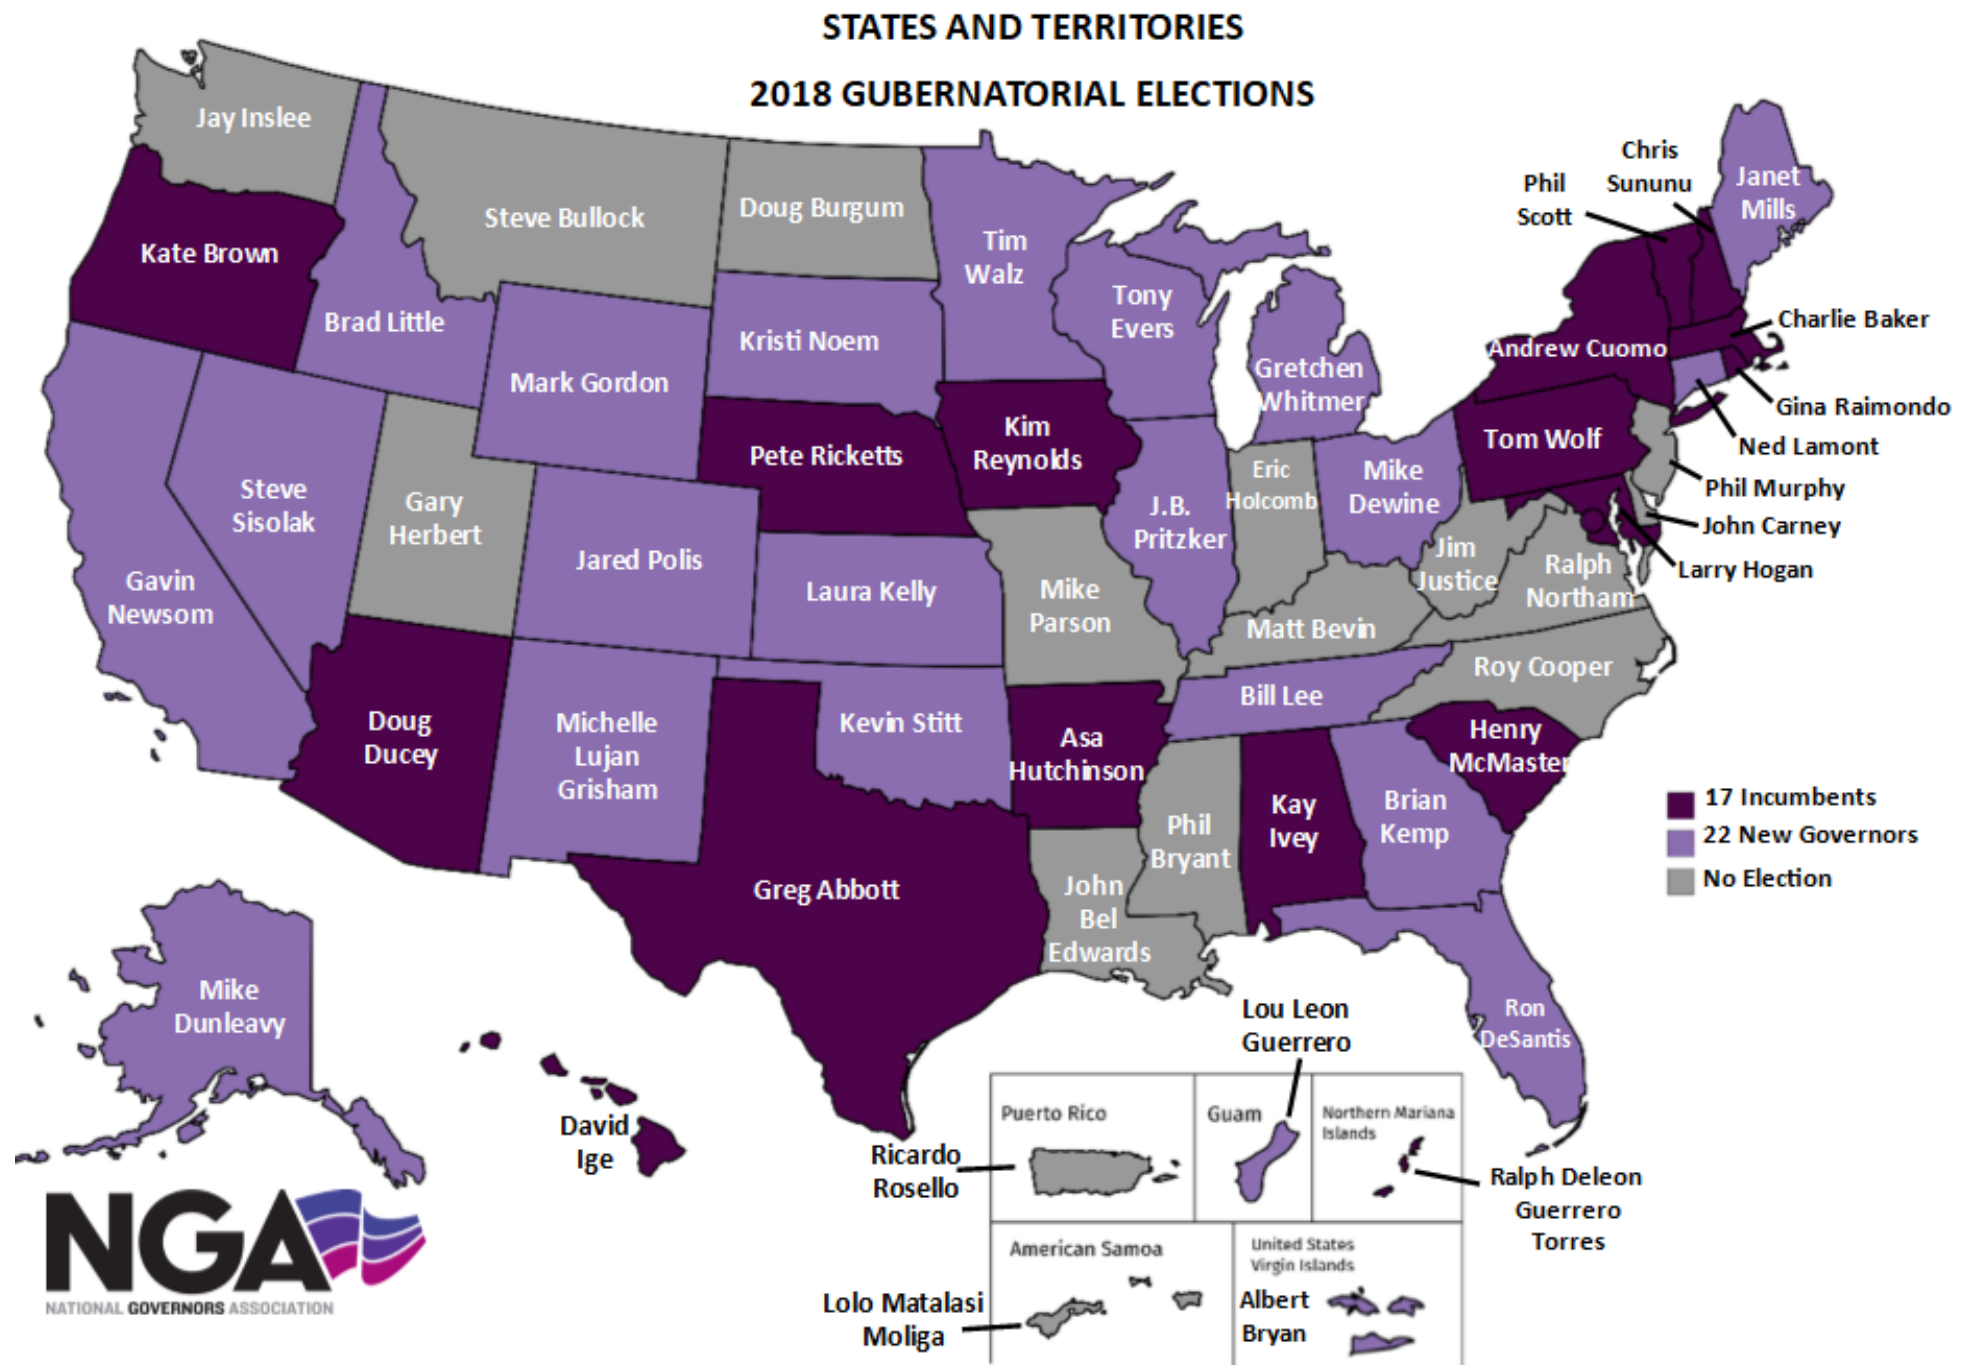 STATES AND TERRITORIES
2018 GUBERNATORIAL ELECTIONS
Jay Inslee
Steve Bullock
Doug Burgum
Kate Brown
Brad Little
Tim
Walz
Tony
Evers
Kristi Noem
Mark Gordon
Gretchen
Whitmer
Phil
Scott
Chris
Sununu
Janet
Mills
Andrew Cuomo
Charlie Baker
Gina Raimondo
Ned Lamont
Phil Murphy
John Carney
Larry Hogan
Tom Wolf
Pete Ricketts
Kim
Reynolds
Eric
Holcomb
Mike
Dewine
J.B.
Pritzker
Steve
Sisolak
Gary
Herbert
Jared Polis
Gavin
Newsom
Laura Kelly
Mike
Parson
Jim
Justice
Ralph
Northam
Matt Bevin
Roy Cooper
Bill Lee
Doug
Ducey
Michelle
Lujan
Grisham
Kevin Stitt
Asa
Hutchinson
Henry
McMaster
Phil
Bryant
Kay
Ivey
Brian
Kemp
17 Incumbents
22 New Governors
No Election
Greg Abbott
John
Bel
Edwards
Ron
DeSantis
Mike
Dunleavy
David
Ige
Lou Leon
Guerrero
Puerto Rico
Guam
Northern Mariana
Islands
Ricardo
Rosello
Ralph Deleon
Guerrero
Torres
American Samoa
United States
Virgin Islands
Lolo Matalasi
Moliga
Albert
Bryan
NGA
NATIONAL GOVERNORS ASSOCIATION